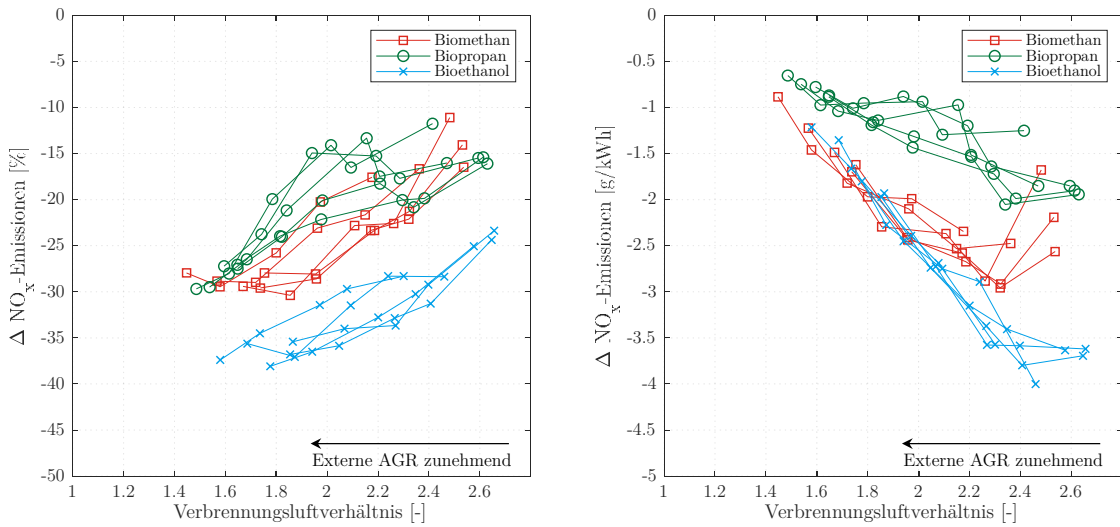 0
-5
-10
-15
-20
-25
-30
-35
-40
-45
-50
Δ NOx-Emissionen [%]
Biomethan
Biopropan
Bioethanol
Externe AGR zunehmend
1 1.2 1.4 1.6 1.8 2 2.2 2.4 2.6
Verbrennungsluftverhältnis [-]
0
-0.5
-1
-1.5
-2
-2.5
-3
-3.5
-4
-4.5
-5
Δ NOx-Emissionen [g/kWh]
Biomethan
Biopropan
Bioethanol
Externe AGR zunehmend
1 1.2 1.4 1.6 1.8 2 2.2 2.4 2.6
Verbrennungsluftverhältnis [-]